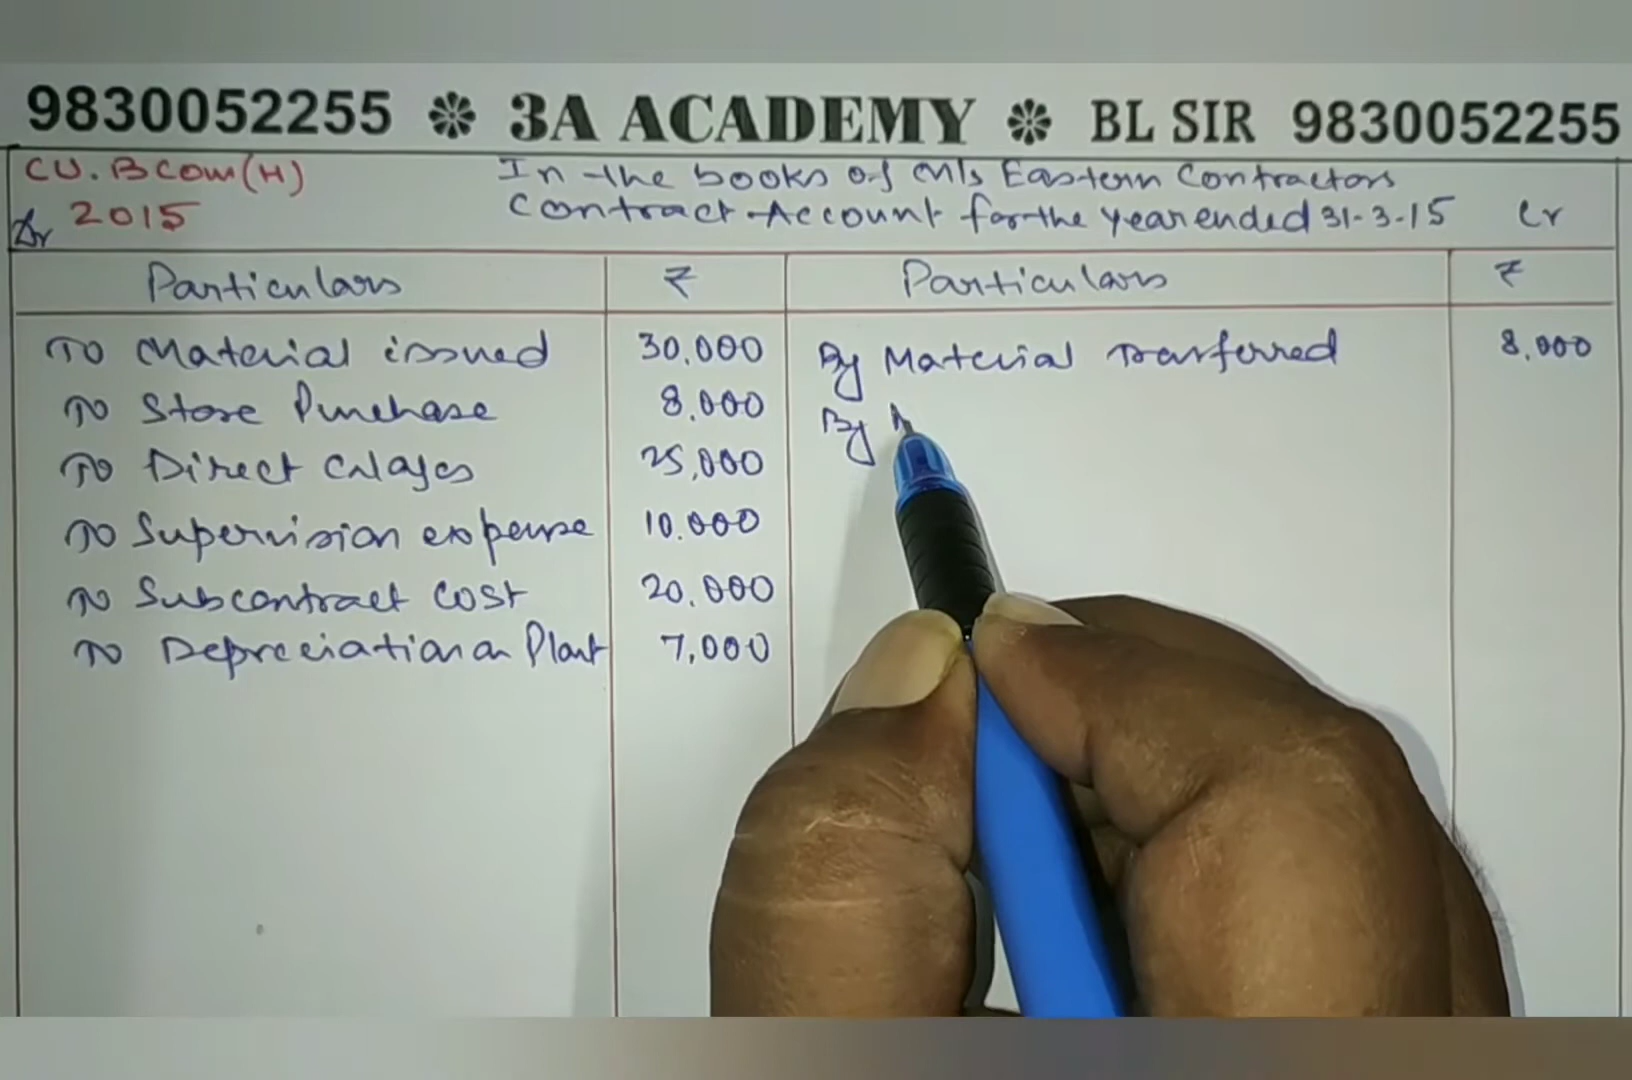 9830052255 ❋ 3A ACADEMY ❋ BL SIR 9830052255
CU. BCom(H)
2015
In the books of M/s Eastern Contractors
Contract Account for the year ended 31-3-15
Dr
Cr
Particulars ₹ Particulars ₹
To Material issued 30,000 By Material Transferred 8,000
To Store Purchase 8,000 By
To Direct Wages 25,000
To Supervision expense 10,000
To Subcontract Cost 20,000
To Depreciation on Plant 7,000